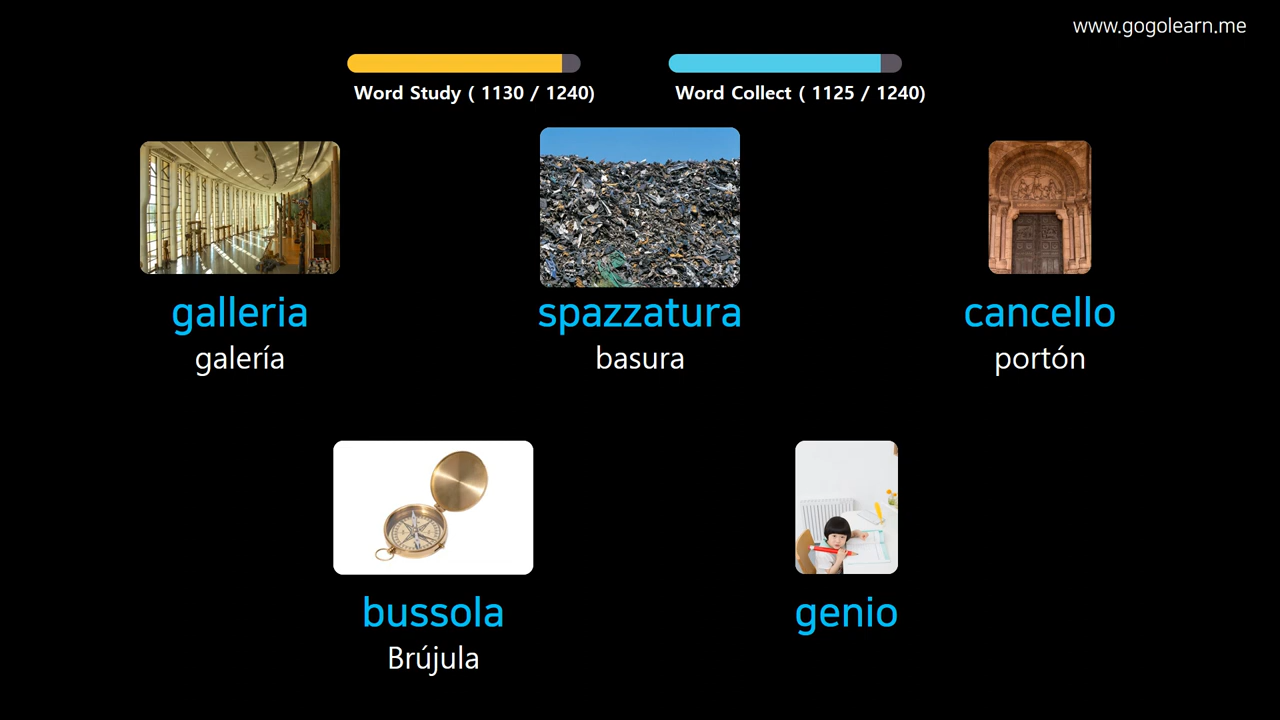 www.gogolearn.me
Word Study ( 1130 / 1240)
Word Collect ( 1125 / 1240)
galleria
galería
spazzatura
basura
cancello
portón
bussola
Brújula
genio